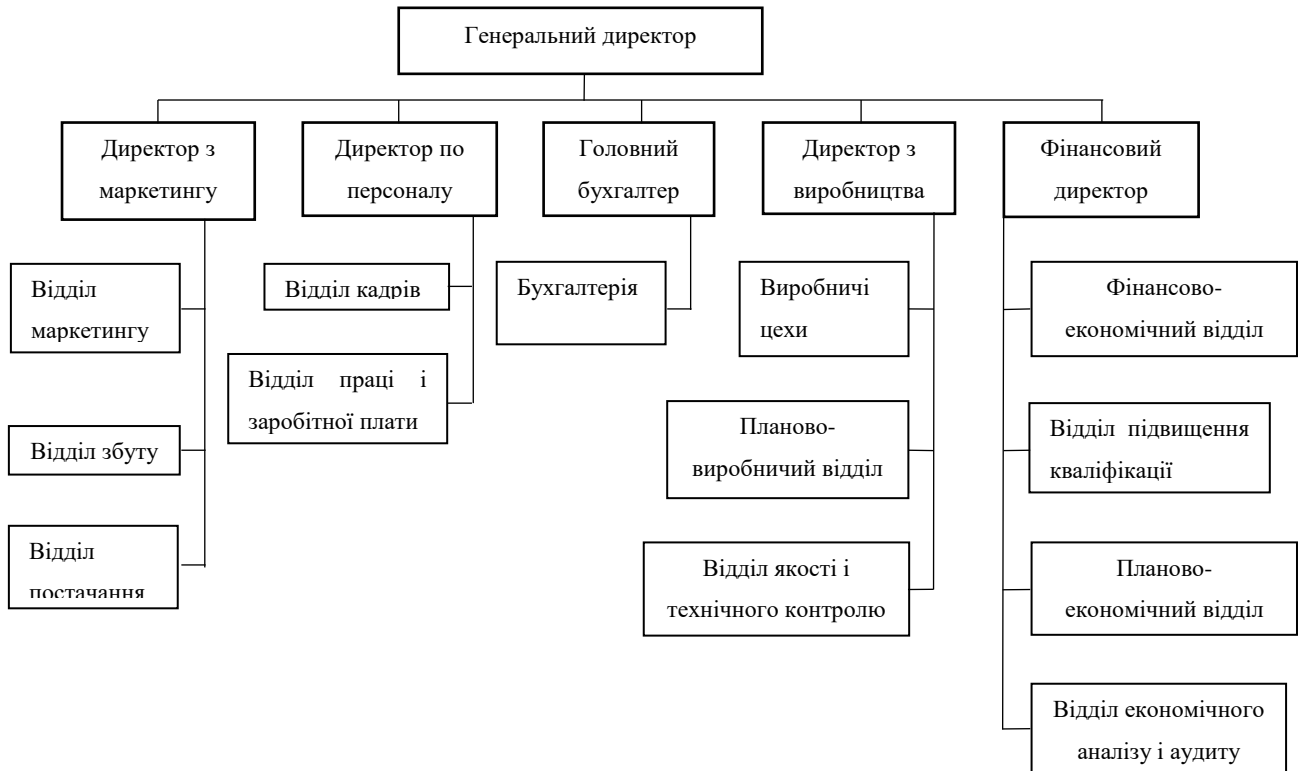 Генеральний директор
Директор з
маркетингу
Директор по
персоналу
Головний
бухгалтер
Директор з
виробництва
Фінансовий
директор
Відділ
маркетингу
Відділ збуту
Відділ
постачання
Відділ кадрів
Відділ праці і
заробітної плати
Бухгалтерія
Виробничі
цехи
Планово-
виробничий відділ
Відділ якості і
технічного контролю
Фінансово-
економічний відділ
Відділ підвищення
кваліфікації
Планово-
економічний відділ
Відділ економічного
аналізу і аудиту